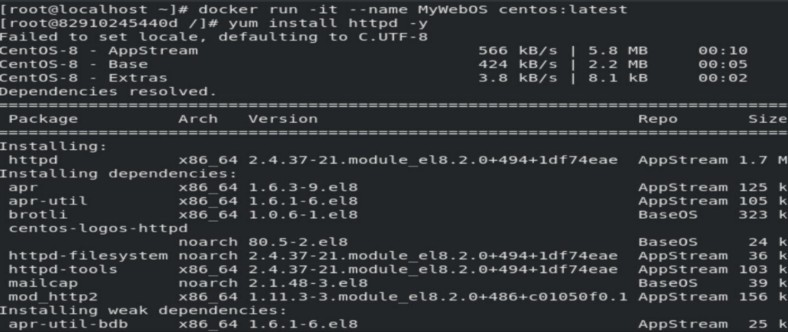 [root@localhost ~]# docker run -it --name MyWebOS centos:latest
[root@82910245440d /]# yum install httpd -y
Failed to set locale, defaulting to C.UTF-8
CentOS-8 - AppStream 566 kB/s | 5.8 MB 00:10
CentOS-8 - Base 424 kB/s | 2.2 MB 00:05
CentOS-8 - Extras 3.8 kB/s | 8.1 kB 00:02
Dependencies resolved.
================================================================================
Package Arch Version Repo Size
================================================================================
Installing:
httpd x86_64 2.4.37-21.module_el8.2.0+494+1df74eae AppStream 1.7 M
Installing dependencies:
apr x86_64 1.6.3-9.el8 AppStream 125 k
apr-util x86_64 1.6.1-6.el8 AppStream 105 k
brotli x86_64 1.0.6-1.el8 BaseOS 323 k
centos-logos-httpd
noarch 80.5-2.el8 BaseOS 24 k
httpd-filesystem noarch 2.4.37-21.module_el8.2.0+494+1df74eae AppStream 36 k
httpd-tools x86_64 2.4.37-21.module_el8.2.0+494+1df74eae AppStream 103 k
mailcap noarch 2.1.48-3.el8 BaseOS 39 k
mod_http2 x86_64 1.11.3-3.module_el8.2.0+486+c01050f0.1 AppStream 156 k
Installing weak dependencies:
apr-util-bdb x86_64 1.6.1-6.el8 AppStream 25 k